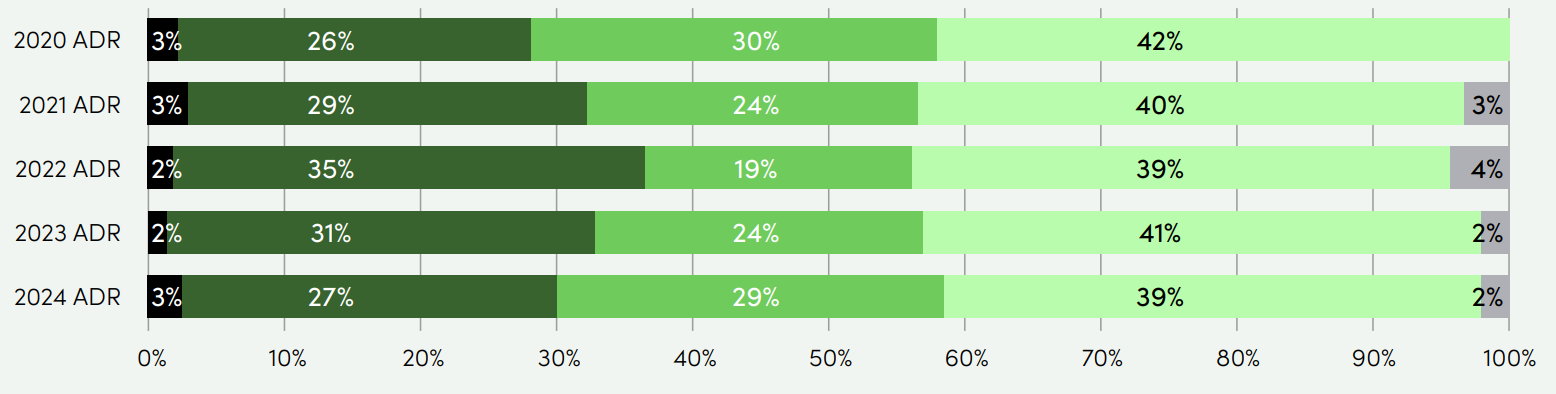 2020 ADR 3% 26% 30% 42%
2021 ADR 3% 29% 24% 40% 3%
2022 ADR 2% 35% 19% 39% 4%
2023 ADR 2% 31% 24% 41% 2%
2024 ADR 3% 27% 29% 39% 2%
0% 10% 20% 30% 40% 50% 60% 70% 80% 90% 100%